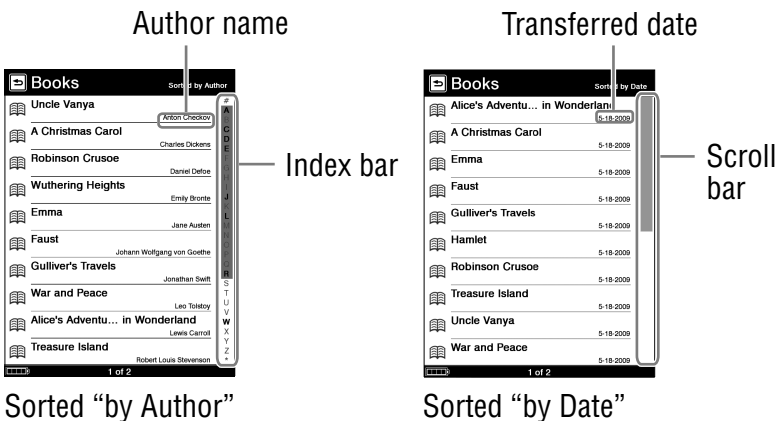 Author name
Transferred date
Books
Sorted by Author
Uncle Vanya
Anton Checkov
A Christmas Carol
Charles Dickens
Robinson Crusoe
Daniel Defoe
Wuthering Heights
Emily Bronte
Emma
Jane Austen
Faust
Johann Wolfgang von Goethe
Gulliver's Travels
Jonathan Swift
War and Peace
Leo Tolstoy
Alice's Adventu... in Wonderland
Lewis Carroll
Treasure Island
Robert Louis Stevenson
1 of 2
#
A
B
C
D
E
F
G
H
I
J
K
L
M
N
O
P
Q
R
S
T
U
V
W
X
Y
Z
*
Index bar
Books
Sorted by Date
Alice's Adventu... in Wonderland
5-18-2009
A Christmas Carol
5-18-2009
Emma
5-18-2009
Faust
5-18-2009
Gulliver's Travels
5-18-2009
Hamlet
5-18-2009
Robinson Crusoe
5-18-2009
Treasure Island
5-18-2009
Uncle Vanya
5-18-2009
War and Peace
5-18-2009
1 of 2
Scroll
bar
Sorted “by Author”
Sorted “by Date”